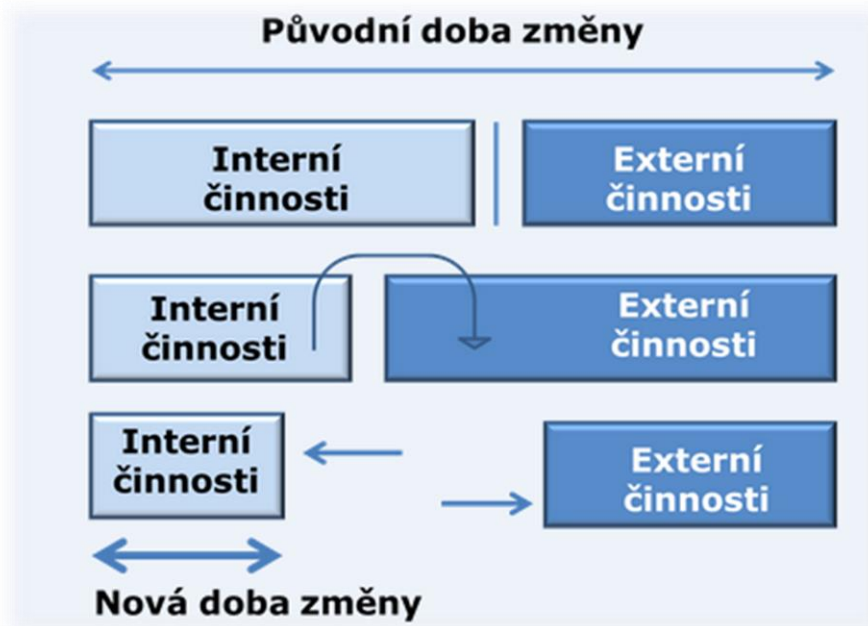 Původní doba změny
Interní
činnosti
Externí
činnosti
Interní
činnosti
Externí
činnosti
Interní
činnosti
Externí
činnosti
Nová doba změny